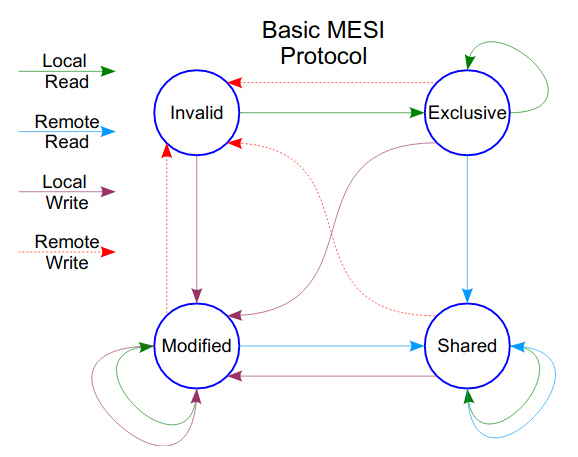 Basic MESI
Protocol
Local
Read
Remote
Read
Local
Write
Remote
Write
Invalid
Exclusive
Modified
Shared